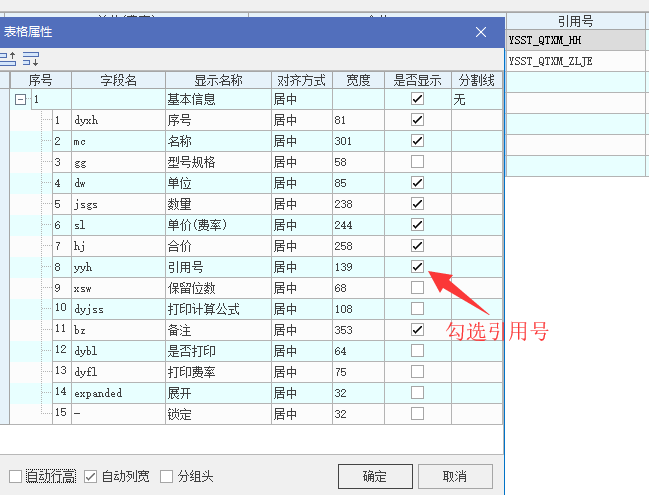 引用号
表格属性
YSST_QTXM_HH
YSST_QTXM_ZLJE
序号 字段名 显示名称 对齐方式 宽度 是否显示 分割线
1 基本信息 居中 无
1 dyxh 序号 居中 81
2 mc 名称 居中 301
3 gg 型号规格 居中 58
4 dw 单位 居中 85
5 jsgs 数量 居中 238
6 sl 单价(费率) 居中 244
7 hj 合价 居中 258
8 yyh 引用号 居中 139
9 xsw 保留位数 居中 68
10 dyjss 打印计算公式 居中 108
11 bz 备注 居中 353
12 dybl 是否打印 居中 64
13 dyfl 打印费率 居中 75
14 expanded 展开 居中 32
15 — 锁定 居中 32
勾选引用号
自动行高 自动列宽 分组头 确定 取消